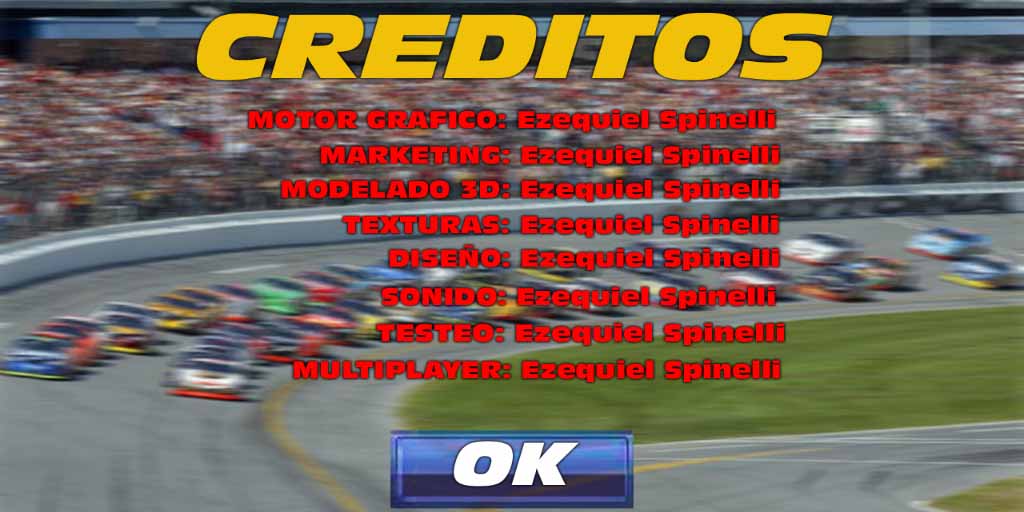 CREDITOS
MOTOR GRAFICO: Ezequiel Spinelli
MARKETING: Ezequiel Spinelli
MODELADO 3D: Ezequiel Spinelli
TEXTURAS: Ezequiel Spinelli
DISEÑO: Ezequiel Spinelli
SONIDO: Ezequiel Spinelli
TESTEO: Ezequiel Spinelli
MULTIPLAYER: Ezequiel Spinelli
OK